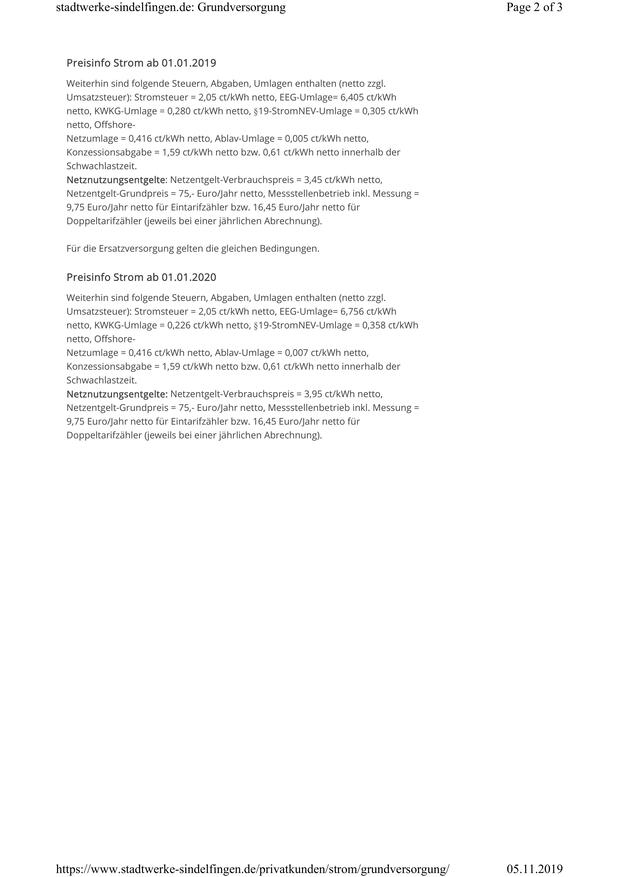 stadtwerke-sindelfingen.de: Grundversorgung Page 2 of 3
Preisinfo Strom ab 01.01.2019
Weiterhin sind folgende Steuern, Abgaben, Umlagen enthalten (netto zzgl.
Umsatzsteuer): Stromsteuer = 2,05 ct/kWh netto, EEG-Umlage= 6,405 ct/kWh
netto, KWKG-Umlage = 0,280 ct/kWh netto, §19-StromNEV-Umlage = 0,305 ct/kWh
netto, Offshore-
Netzumlage = 0,416 ct/kWh netto, Ablav-Umlage = 0,005 ct/kWh netto,
Konzessionsabgabe = 1,59 ct/kWh netto bzw. 0,61 ct/kWh netto innerhalb der
Schwachlastzeit.
Netznutzungsentgelte: Netzentgelt-Verbrauchspreis = 3,45 ct/kWh netto,
Netzentgelt-Grundpreis = 75,- Euro/Jahr netto, Messstellenbetrieb inkl. Messung =
9,75 Euro/Jahr netto für Eintarifzähler bzw. 16,45 Euro/Jahr netto für
Doppeltarifzähler (jeweils bei einer jährlichen Abrechnung).
Für die Ersatzversorgung gelten die gleichen Bedingungen.
Preisinfo Strom ab 01.01.2020
Weiterhin sind folgende Steuern, Abgaben, Umlagen enthalten (netto zzgl.
Umsatzsteuer): Stromsteuer = 2,05 ct/kWh netto, EEG-Umlage= 6,756 ct/kWh
netto, KWKG-Umlage = 0,226 ct/kWh netto, §19-StromNEV-Umlage = 0,358 ct/kWh
netto, Offshore-
Netzumlage = 0,416 ct/kWh netto, Ablav-Umlage = 0,007 ct/kWh netto,
Konzessionsabgabe = 1,59 ct/kWh netto bzw. 0,61 ct/kWh netto innerhalb der
Schwachlastzeit.
Netznutzungsentgelte: Netzentgelt-Verbrauchspreis = 3,95 ct/kWh netto,
Netzentgelt-Grundpreis = 75,- Euro/Jahr netto, Messstellenbetrieb inkl. Messung =
9,75 Euro/Jahr netto für Eintarifzähler bzw. 16,45 Euro/Jahr netto für
Doppeltarifzähler (jeweils bei einer jährlichen Abrechnung).
https://www.stadtwerke-sindelfingen.de/privatkunden/strom/grundversorgung/ 05.11.2019